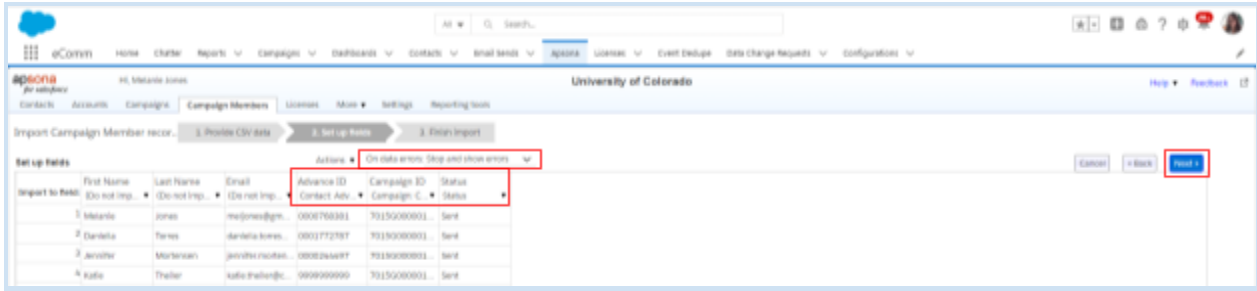 All Search...
eComm Home Chatter Reports Campaigns Dashboards Contacts Email Sends Apsona Licenses Event Dedupe Data Change Requests Configurations
apsona
for salesforce
Hi, Melanie Jones
University of Colorado
Help Feedback
Contacts Accounts Campaigns Campaign Members Licenses More Settings Reporting tools
Import Campaign Member recor... 1. Provide CSV data 2. Set up fields 3. Finish import
Set up fields Actions On data errors: Stop and show errors Cancel < Back Next >
First Name Last Name Email Advance ID Campaign ID Status
Import to field: (Do not imp... (Do not imp... (Do not imp... Contact: Adv... Campaign: C... Status
1 Melanie Jones meljones@gm... 0000768381 7015G000001... Sent
2 Daniella Torres daniella.torres... 0001772787 7015G000001... Sent
3 Jennifer Mortensen jennifer.morten... 7015G000001... Sent
4 Katie Theiler katie.theiler@c... 9999999999 7015G000001... Sent